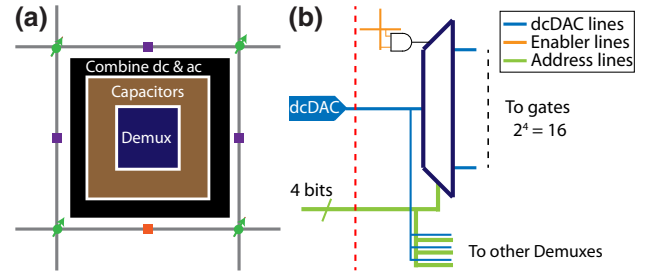 (a)
Combine dc & ac
Capacitors
Demux
(b)
dcDAC lines
Enabler lines
Address lines
dcDAC
To gates
2⁴ = 16
4 bits
To other Demuxes